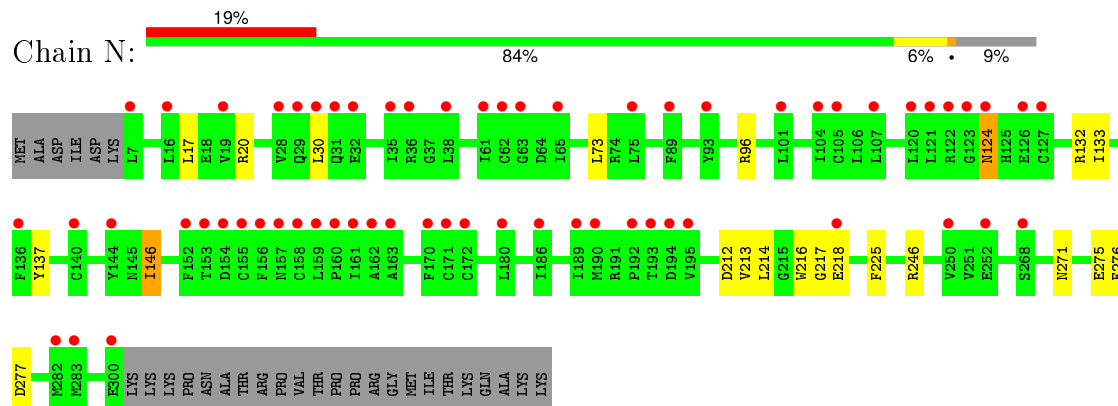 19%
Chain N:
84% 6% • 9%
MET ALA ASP ILE ASP LYS L7 L16 L17 E18 V19 R20 V28 Q29 L30 Q31 E32 I35 R36 G37 L38 I61 C62 G63 D64 I65 L73 R74 L75 F89 Y93 R96 L101 I104 C105 L106 L107 L120 L121 R122 G123 N124 H125 E126 C127 R132 I133
F136 Y137 C140 Y144 N145 I146 F152 T153 D154 C155 F156 N157 C158 L159 P160 I161 A162 A163 F170 C171 C172 L180 I186 I189 M190 R191 P192 T193 D194 V195 D212 V213 L214 G215 W216 G217 E218 F225 R246 V250 V251 E252 S268 N271 E275 F276
D277 M282 M283 E300 LYS LYS LYS PRO ASN ALA THR ARG PRO VAL THR PRO PRO ARG GLY MET ILE THR LYS GLN ALA LYS LYS